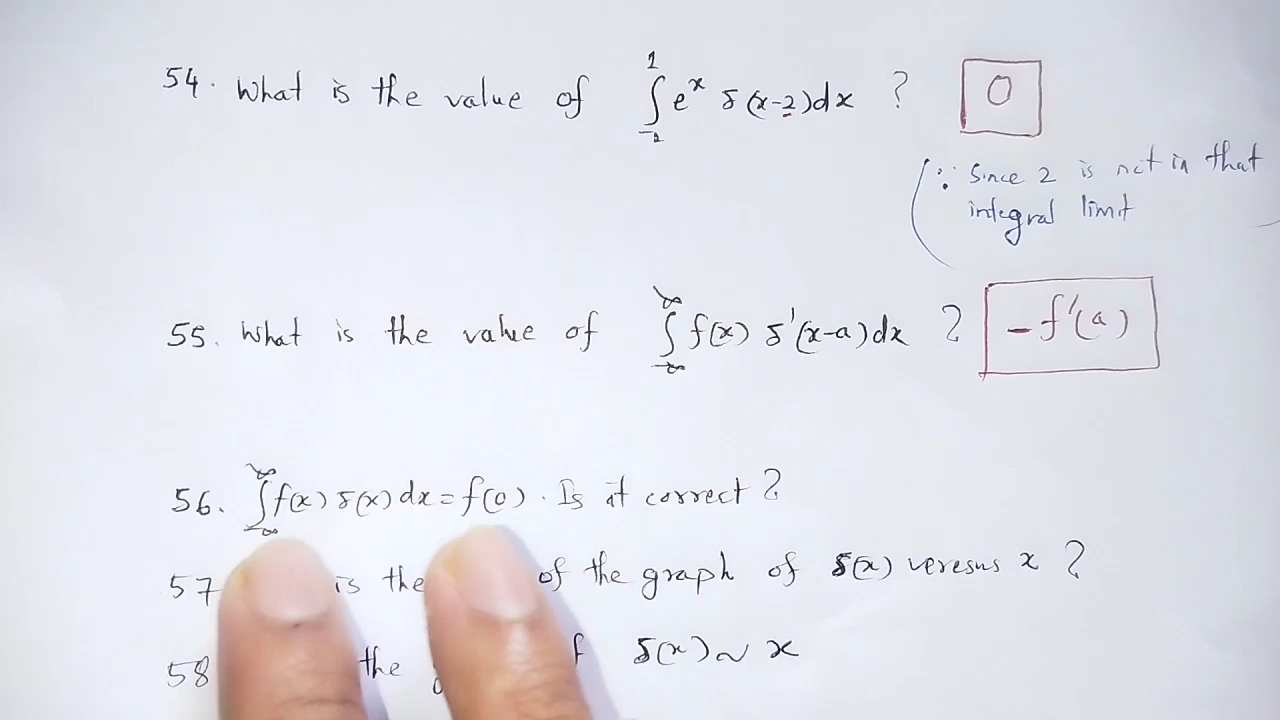 54. What is the value of ∫₋₂¹ eˣ δ(x-2)dx ? 0
∵ Since 2 is not in that
integral limit
55. What is the value of ∫₋∞^∞ f(x) δ'(x-a)dx ? -f'(a)
56. ∫₋∞^∞ f(x) δ(x) dx = f(0). Is it correct ?
57 is the of the graph of δ(x) veresus x ?
58 the δ(x) ~ x